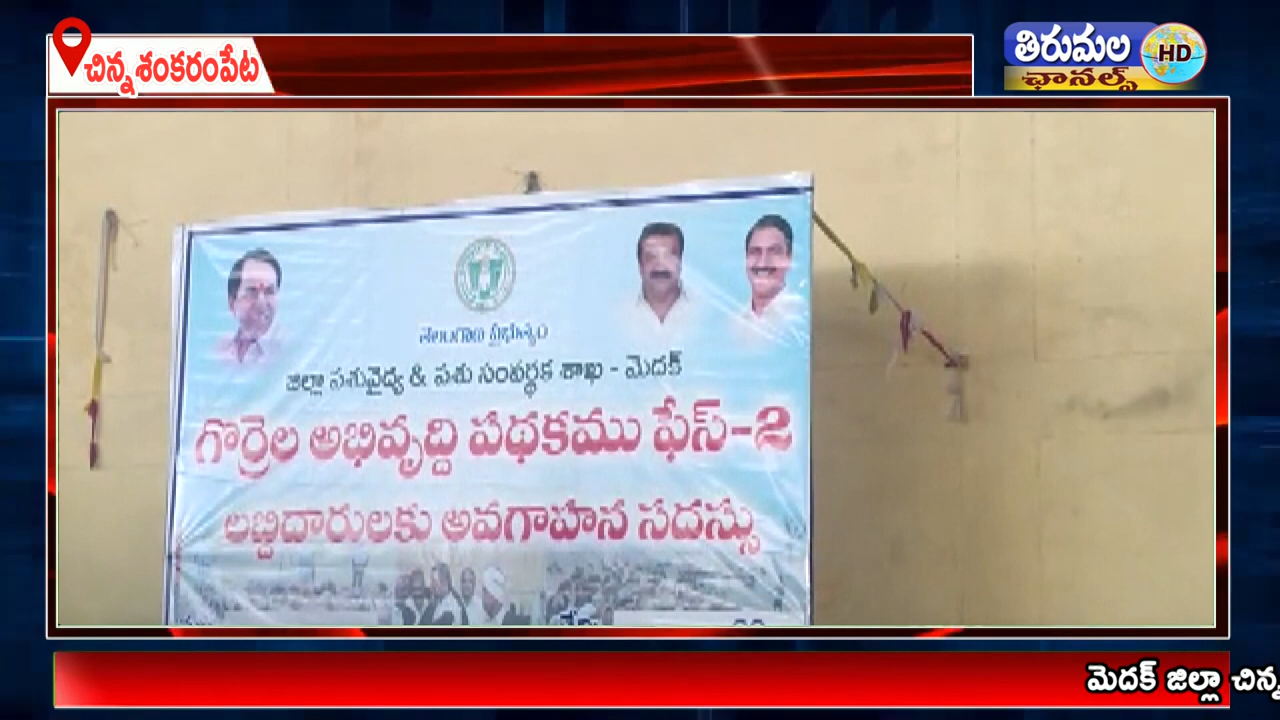 చిన్నశంకరంపేట
తిరుమల
HD
ఛానల్స్
తెలంగాణ ప్రభుత్వం
జిల్లా పశువైద్య & పశు సంవర్థక శాఖ - మెదక్
గొర్రెల అభివృద్ది పథకము ఫేస్-2
లబ్దిదారులకు అవగాహన సదస్సు
మెదక్ జిల్లా చిన్న